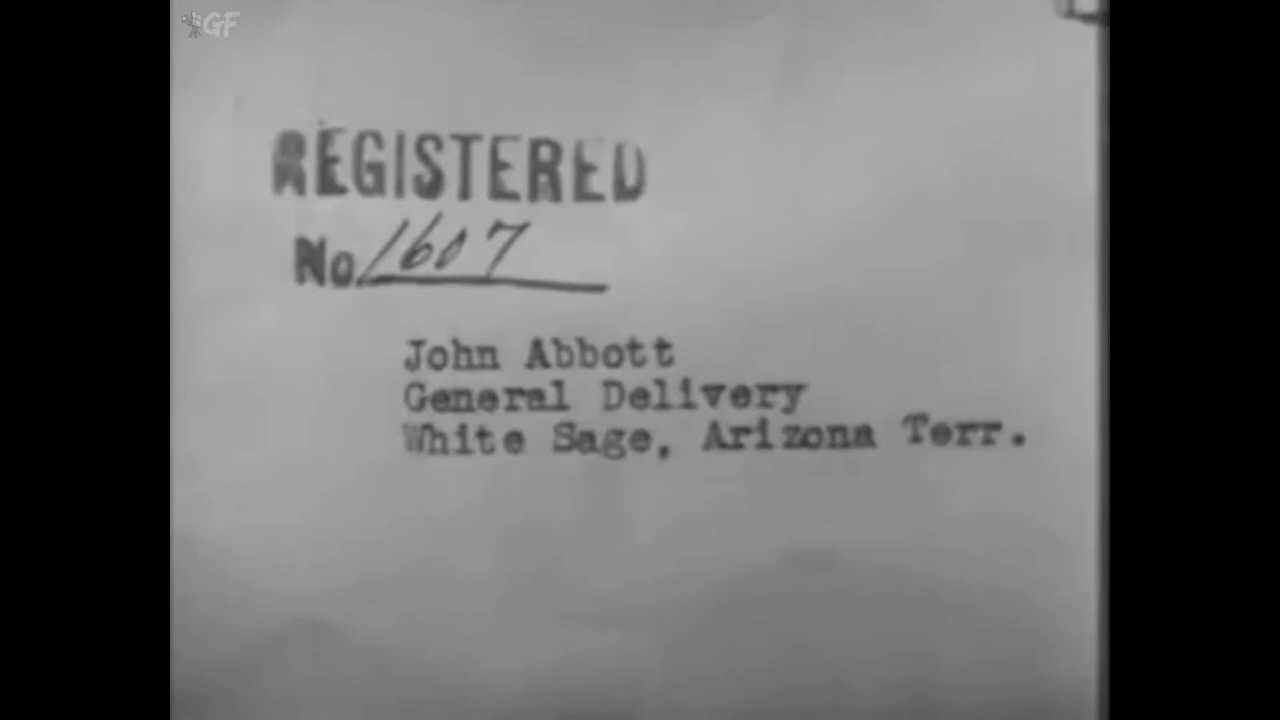 GF
REGISTERED
No. 1607
John Abbott
General Delivery
White Sage, Arizona Terr.